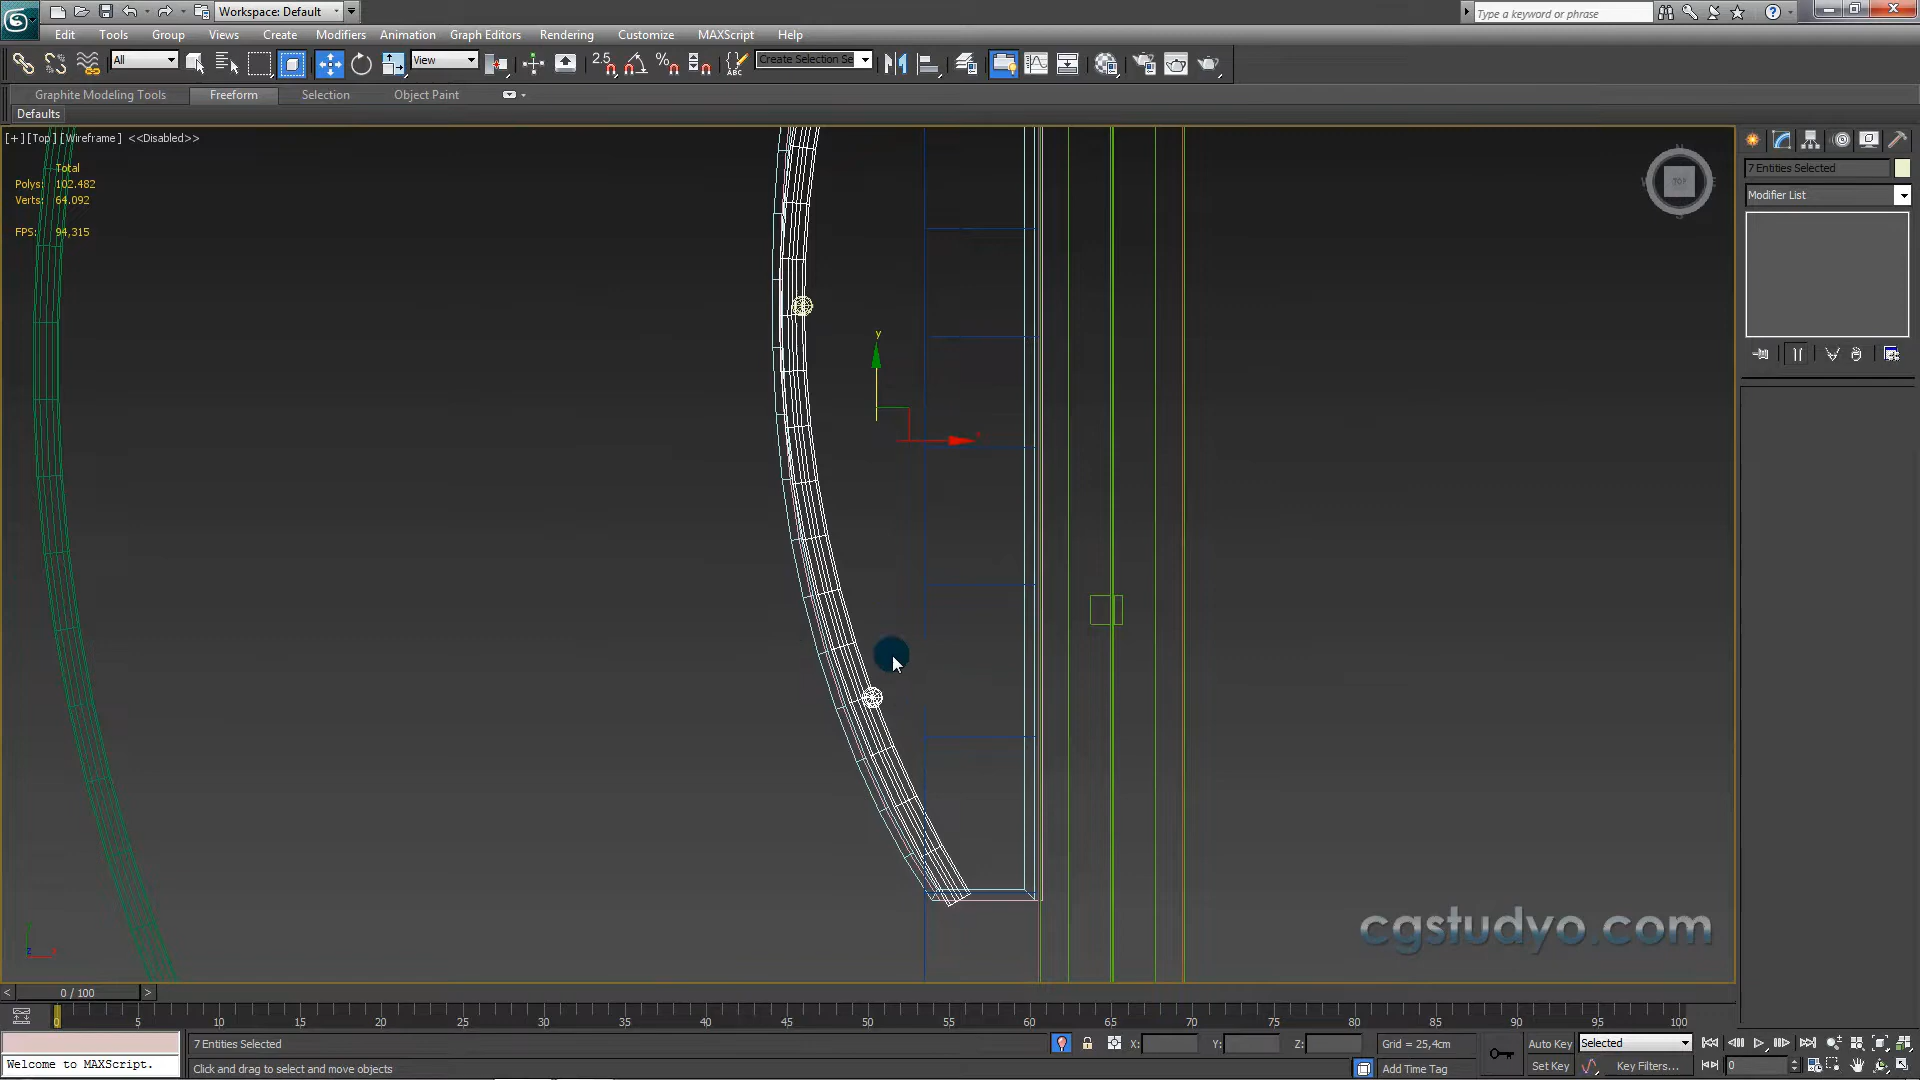 Workspace: Default
Type a keyword or phrase
Edit Tools Group Views Create Modifiers Animation Graph Editors Rendering Customize MAXScript Help
All View 2.5 % ABC Create Selection Se
Graphite Modeling Tools Freeform Selection Object Paint
Defaults
[+][Top][Wireframe] <<Disabled>>
Total
Polys: 102.482
Verts: 64.092
FPS: 94,315
TOP
7 Entities Selected
Modifier List
y
cgstudyo.com
< 0 / 100 >
0 5 10 15 20 25 30 35 40 45 50 55 60 65 70 75 80 85 90 95 100
7 Entities Selected X: Y: Z: Grid = 25,4cm Auto Key Selected
Welcome to MAXScript. Click and drag to select and move objects Add Time Tag Set Key Key Filters... 0